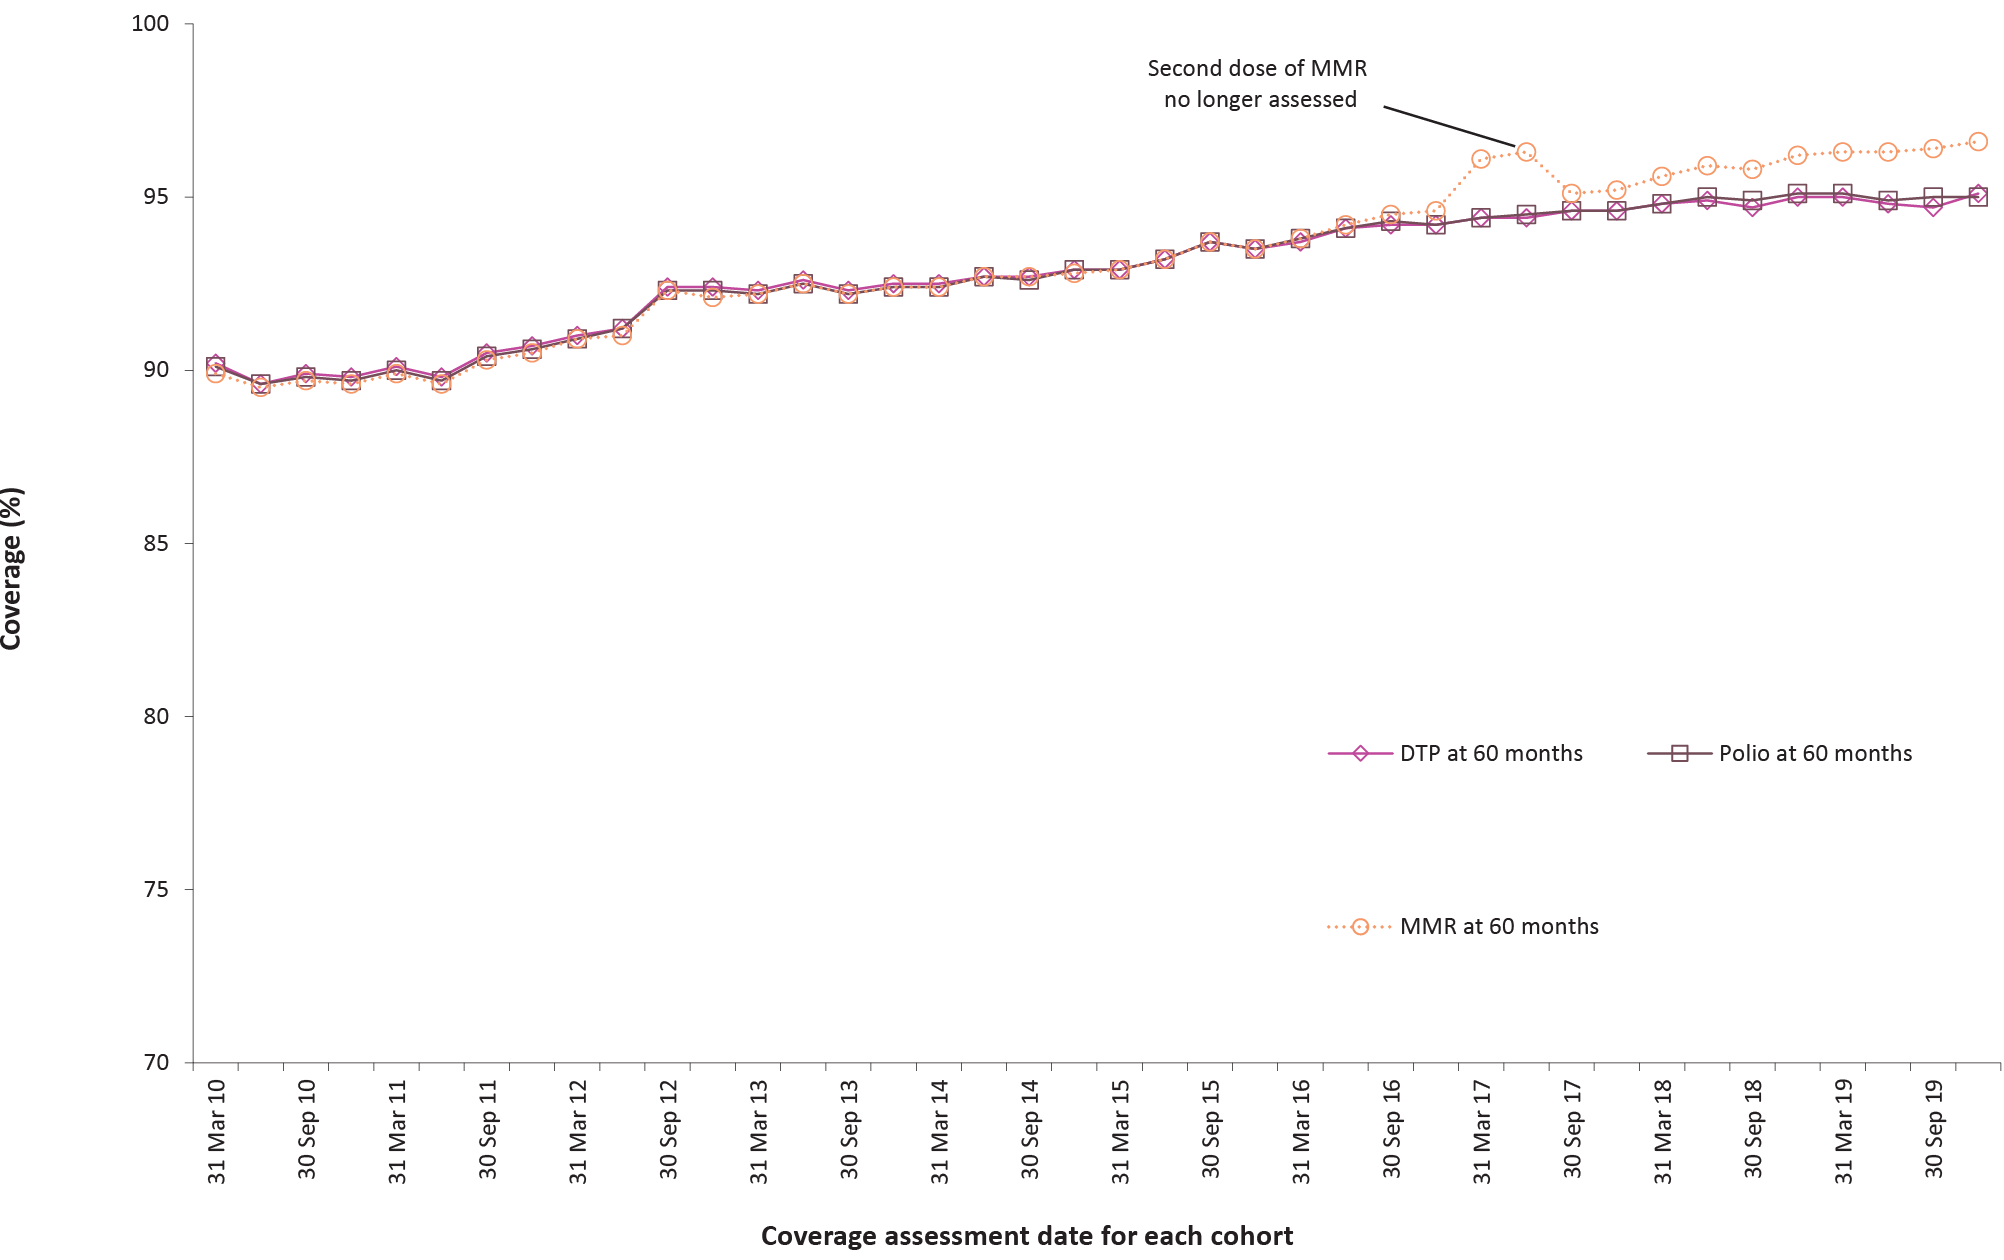 100
95
90
85
80
75
70
Coverage (%)
Second dose of MMR
no longer assessed
DTP at 60 months
Polio at 60 months
MMR at 60 months
31 Mar 10
30 Sep 10
31 Mar 11
30 Sep 11
31 Mar 12
30 Sep 12
31 Mar 13
30 Sep 13
31 Mar 14
30 Sep 14
31 Mar 15
30 Sep 15
31 Mar 16
30 Sep 16
31 Mar 17
30 Sep 17
31 Mar 18
30 Sep 18
31 Mar 19
30 Sep 19
Coverage assessment date for each cohort